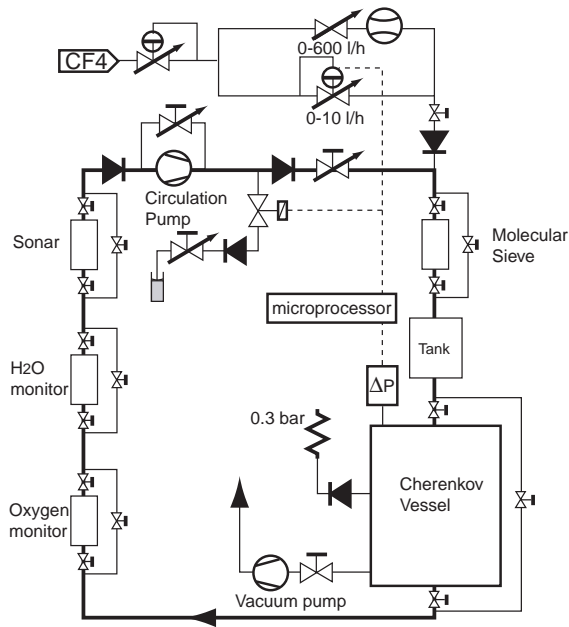 0-600 l/h
CF4
0-10 l/h
Circulation
Pump
Sonar
Molecular
Sieve
microprocessor
Tank
H2O
monitor
ΔP
0.3 bar
Cherenkov
Vessel
Oxygen
monitor
Vacuum pump